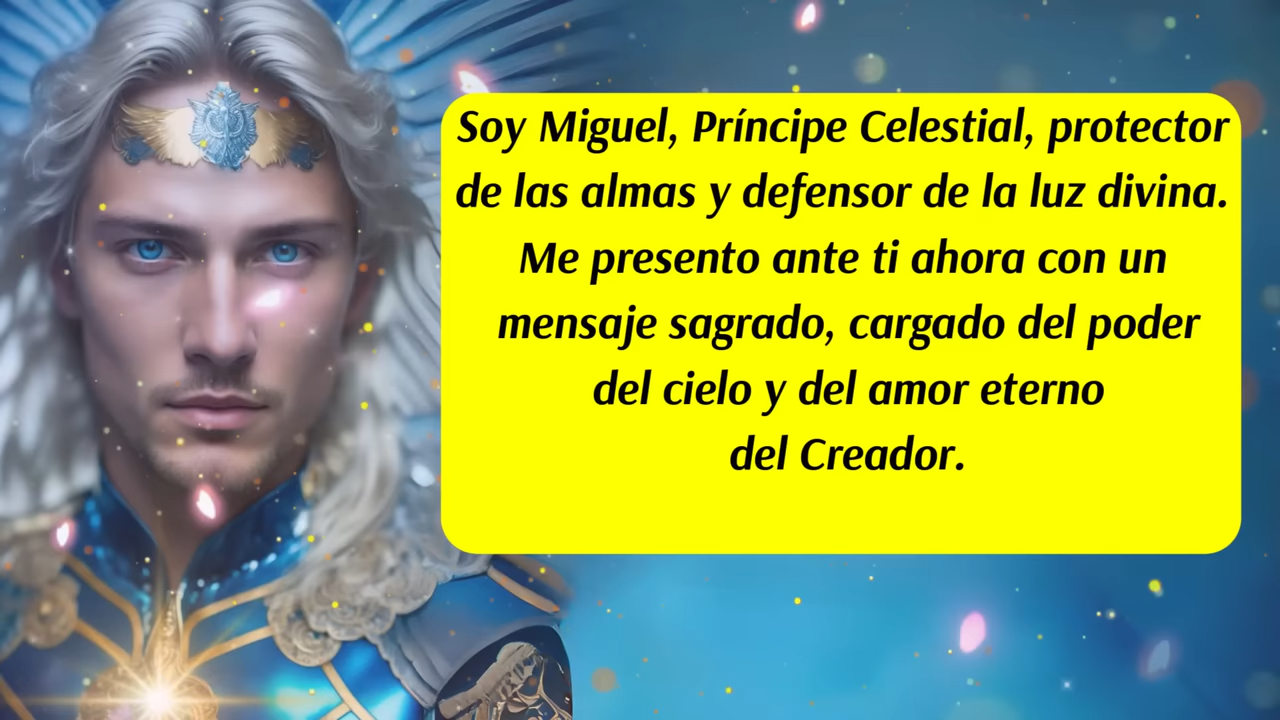 Soy Miguel, Príncipe Celestial, protector
de las almas y defensor de la luz divina.
Me presento ante ti ahora con un
mensaje sagrado, cargado del poder
del cielo y del amor eterno
del Creador.